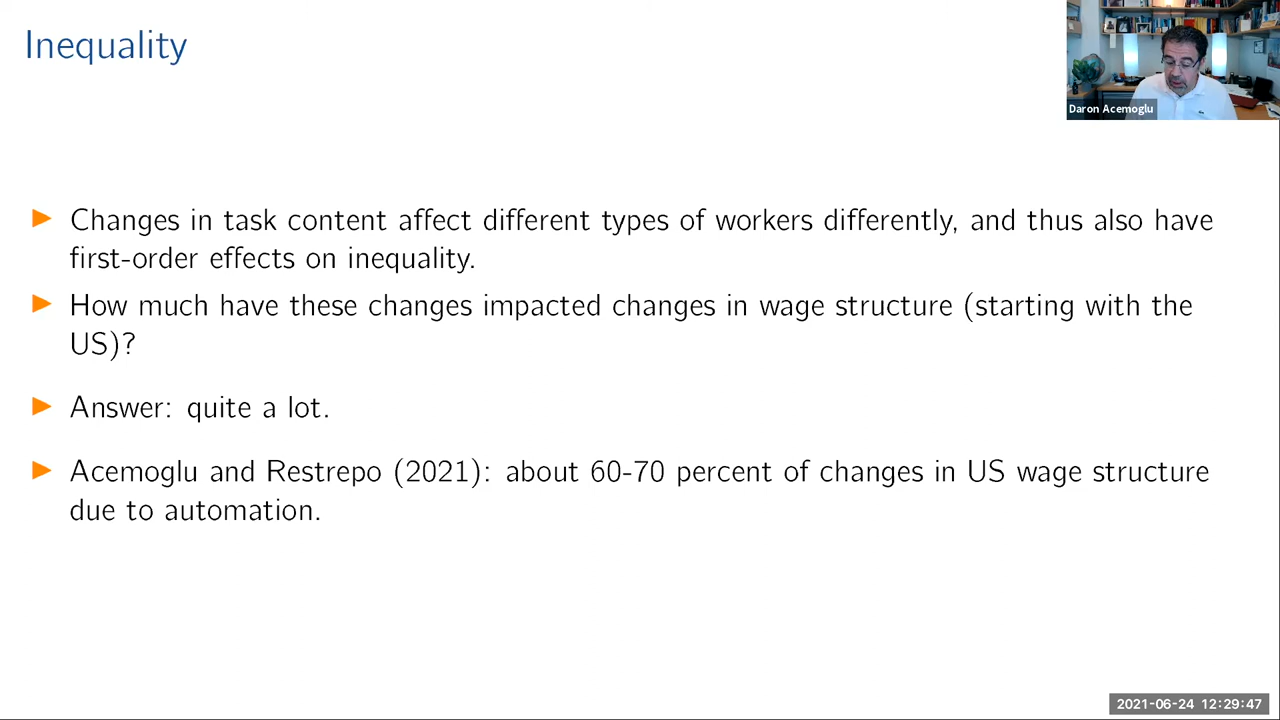 Inequality
Daron Acemoglu
▶ Changes in task content affect different types of workers differently, and thus also have
first-order effects on inequality.
▶ How much have these changes impacted changes in wage structure (starting with the
US)?
▶ Answer: quite a lot.
▶ Acemoglu and Restrepo (2021): about 60-70 percent of changes in US wage structure
due to automation.
2021-06-24 12:29:47